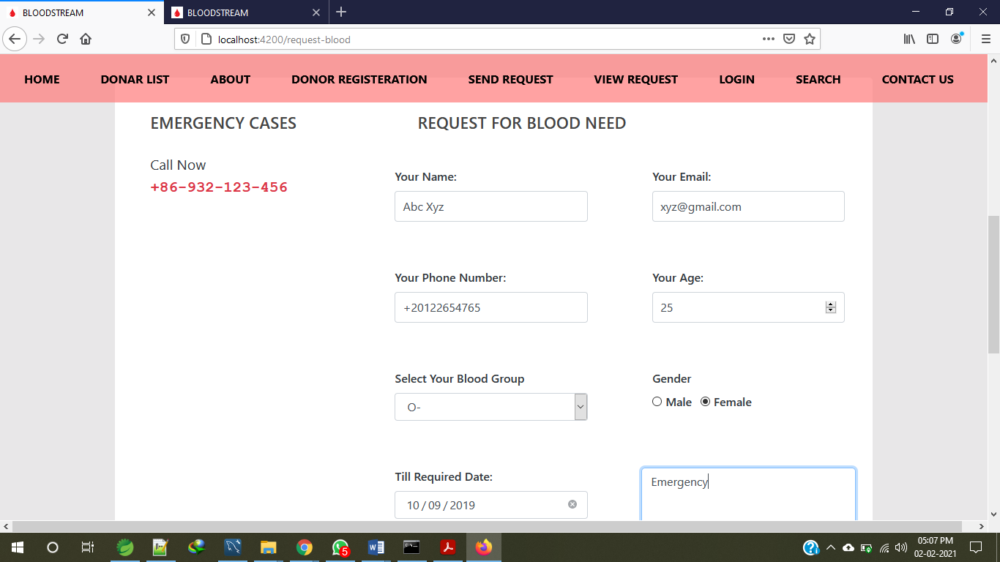 BLOODSTREAM
BLOODSTREAM
localhost:4200/request-blood
HOME DONAR LIST ABOUT DONOR REGISTERATION SEND REQUEST VIEW REQUEST LOGIN SEARCH CONTACT US
EMERGENCY CASES
REQUEST FOR BLOOD NEED
Call Now
+86-932-123-456
Your Name: Your Email:
Abc Xyz xyz@gmail.com
Your Phone Number: Your Age:
+20122654765 25
Select Your Blood Group Gender
O- Male Female
Till Required Date:
10 / 09 / 2019
Emergency
5
05:07 PM
02-02-2021